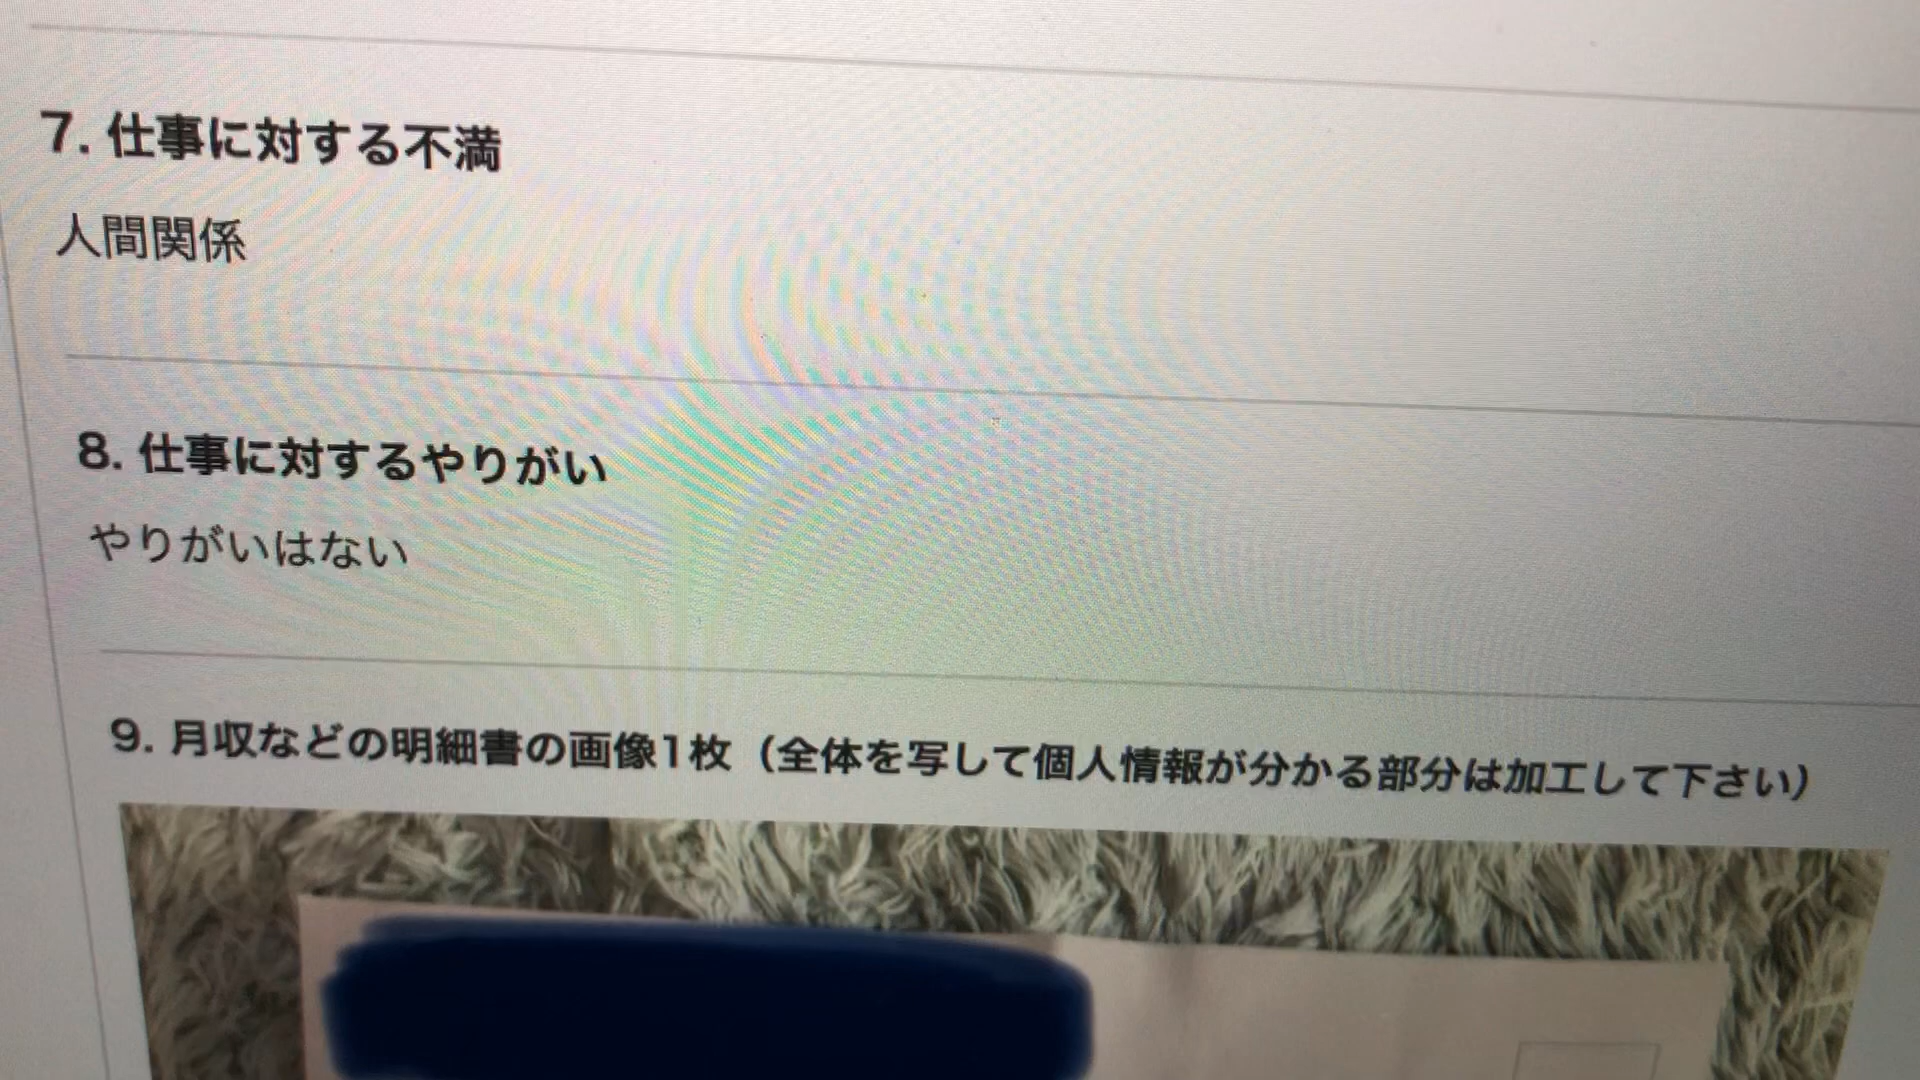 7. 仕事に対する不満
人間関係
8. 仕事に対するやりがい
やりがいはない
9. 月収などの明細書の画像1枚（全体を写して個人情報が分かる部分は加工して下さい）